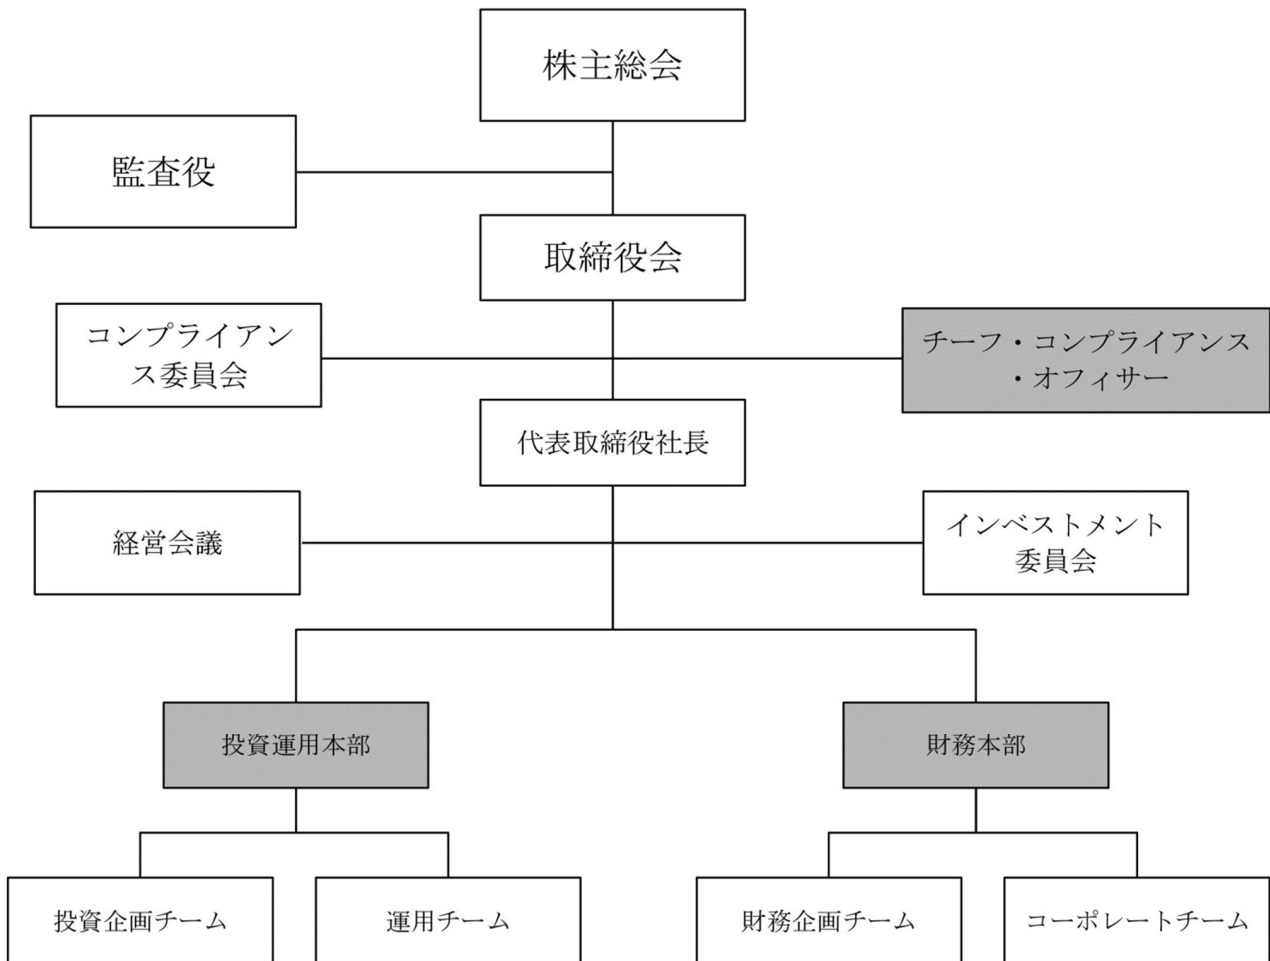 株主総会
監査役
取締役会
コンプライアン
ス委員会
チーフ・コンプライアンス
・オフィサー
代表取締役社長
経営会議
インベストメント
委員会
投資運用本部
財務本部
投資企画チーム
運用チーム
財務企画チーム
コーポレートチーム